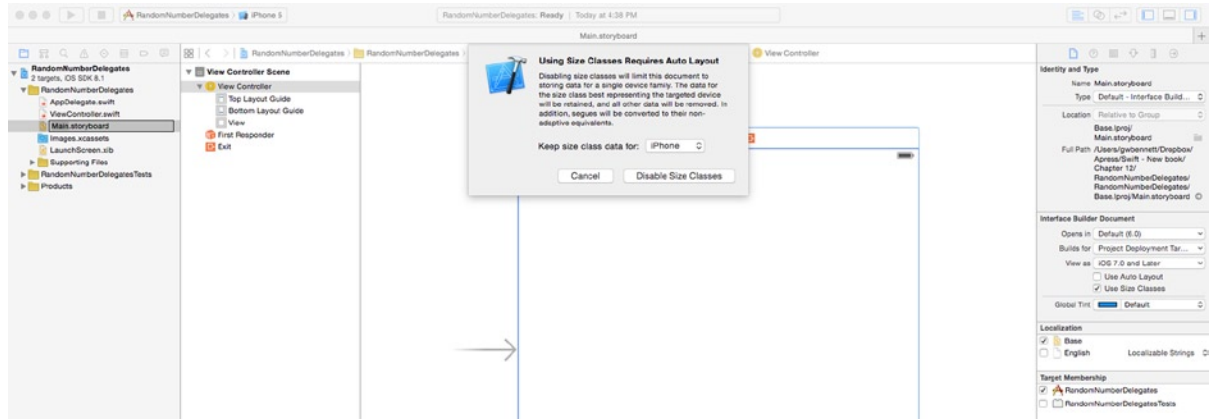 RandomNumberDelegates
iPhone 5
RandomNumberDelegates: Ready | Today at 4:38 PM
Main.storyboard
RandomNumberDelegates
RandomNumberDelegates
View Controller
RandomNumberDelegates
2 targets, iOS SDK 8.1
RandomNumberDelegates
AppDelegate.swift
ViewController.swift
Main.storyboard
Images.xcassets
LaunchScreen.xib
Supporting Files
RandomNumberDelegatesTests
Products
View Controller Scene
View Controller
Top Layout Guide
Bottom Layout Guide
View
First Responder
Exit
Using Size Classes Requires Auto Layout
Disabling size classes will limit this document to
storing data for a single device family. The data for
the size class best representing the targeted device
will be retained, and all other data will be removed. In
addition, segues will be converted to their non-
adaptive equivalents.
Keep size class data for: iPhone
Cancel
Disable Size Classes
Identity and Type
Name Main.storyboard
Type Default - Interface Build...
Location Relative to Group
Base.lproj/
Main.storyboard
Full Path /Users/gwbennett/Dropbox/
Apress/Swift - New book/
Chapter 12/
RandomNumberDelegates/
RandomNumberDelegates/
Base.lproj/Main.storyboard
Interface Builder Document
Opens in Default (6.0)
Builds for Project Deployment Tar...
View as iOS 7.0 and Later
Use Auto Layout
Use Size Classes
Global Tint Default
Localization
Base
English Localizable Strings
Target Membership
RandomNumberDelegates
RandomNumberDelegatesTests